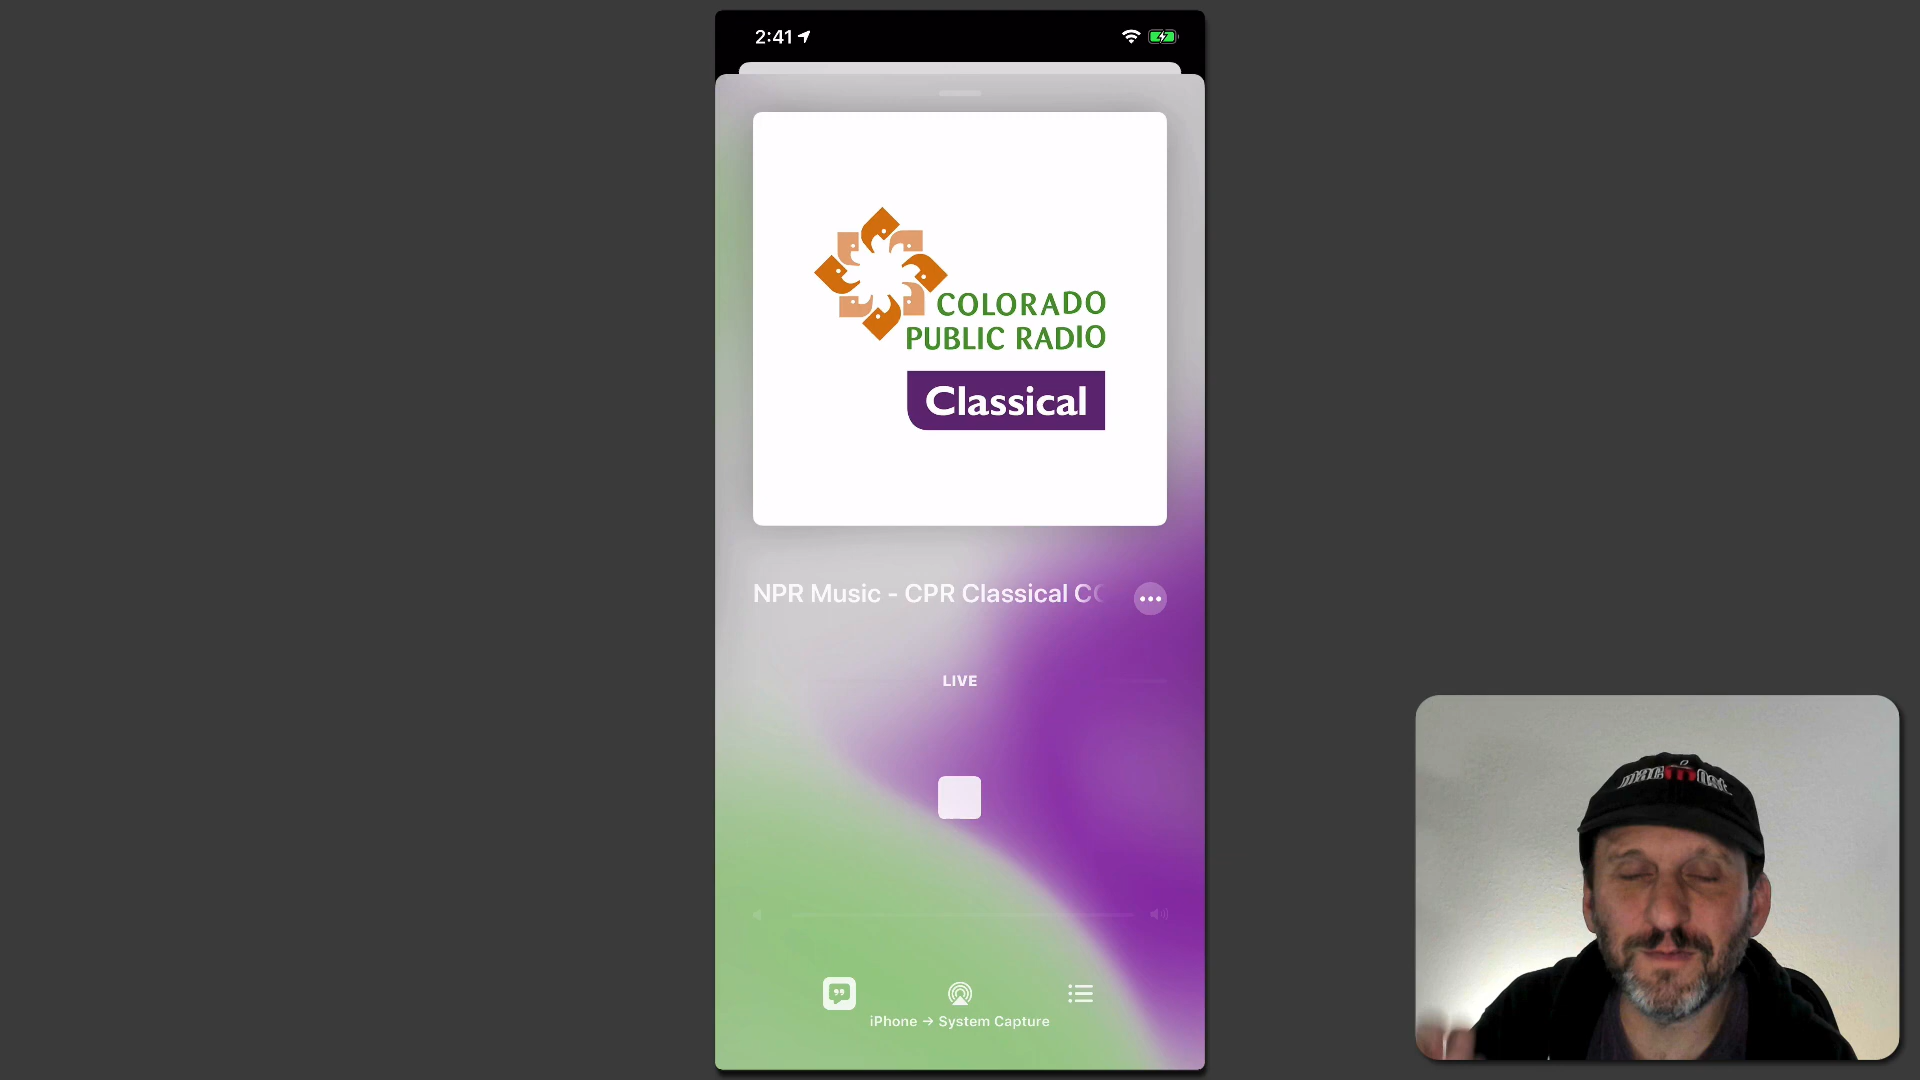 2:41
COLORADO
PUBLIC RADIO
Classical
NPR Music - CPR Classical
LIVE
iPhone → System Capture